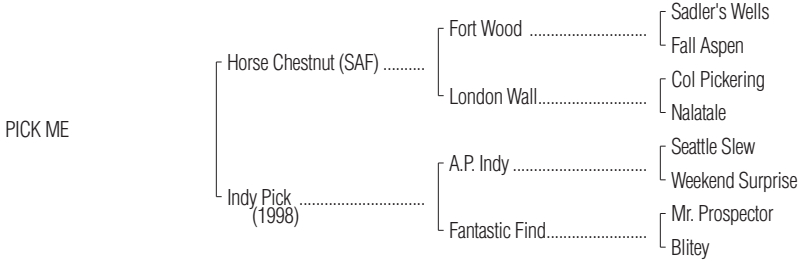 Sadler's Wells
Fort Wood ..........................
Fall Aspen
Horse Chestnut (SAF) ..........
Col Pickering
London Wall........................
Nalatale
PICK ME
Seattle Slew
A.P. Indy ..............................
Weekend Surprise
Indy Pick ............................
(1998)
Mr. Prospector
Fantastic Find......................
Blitey